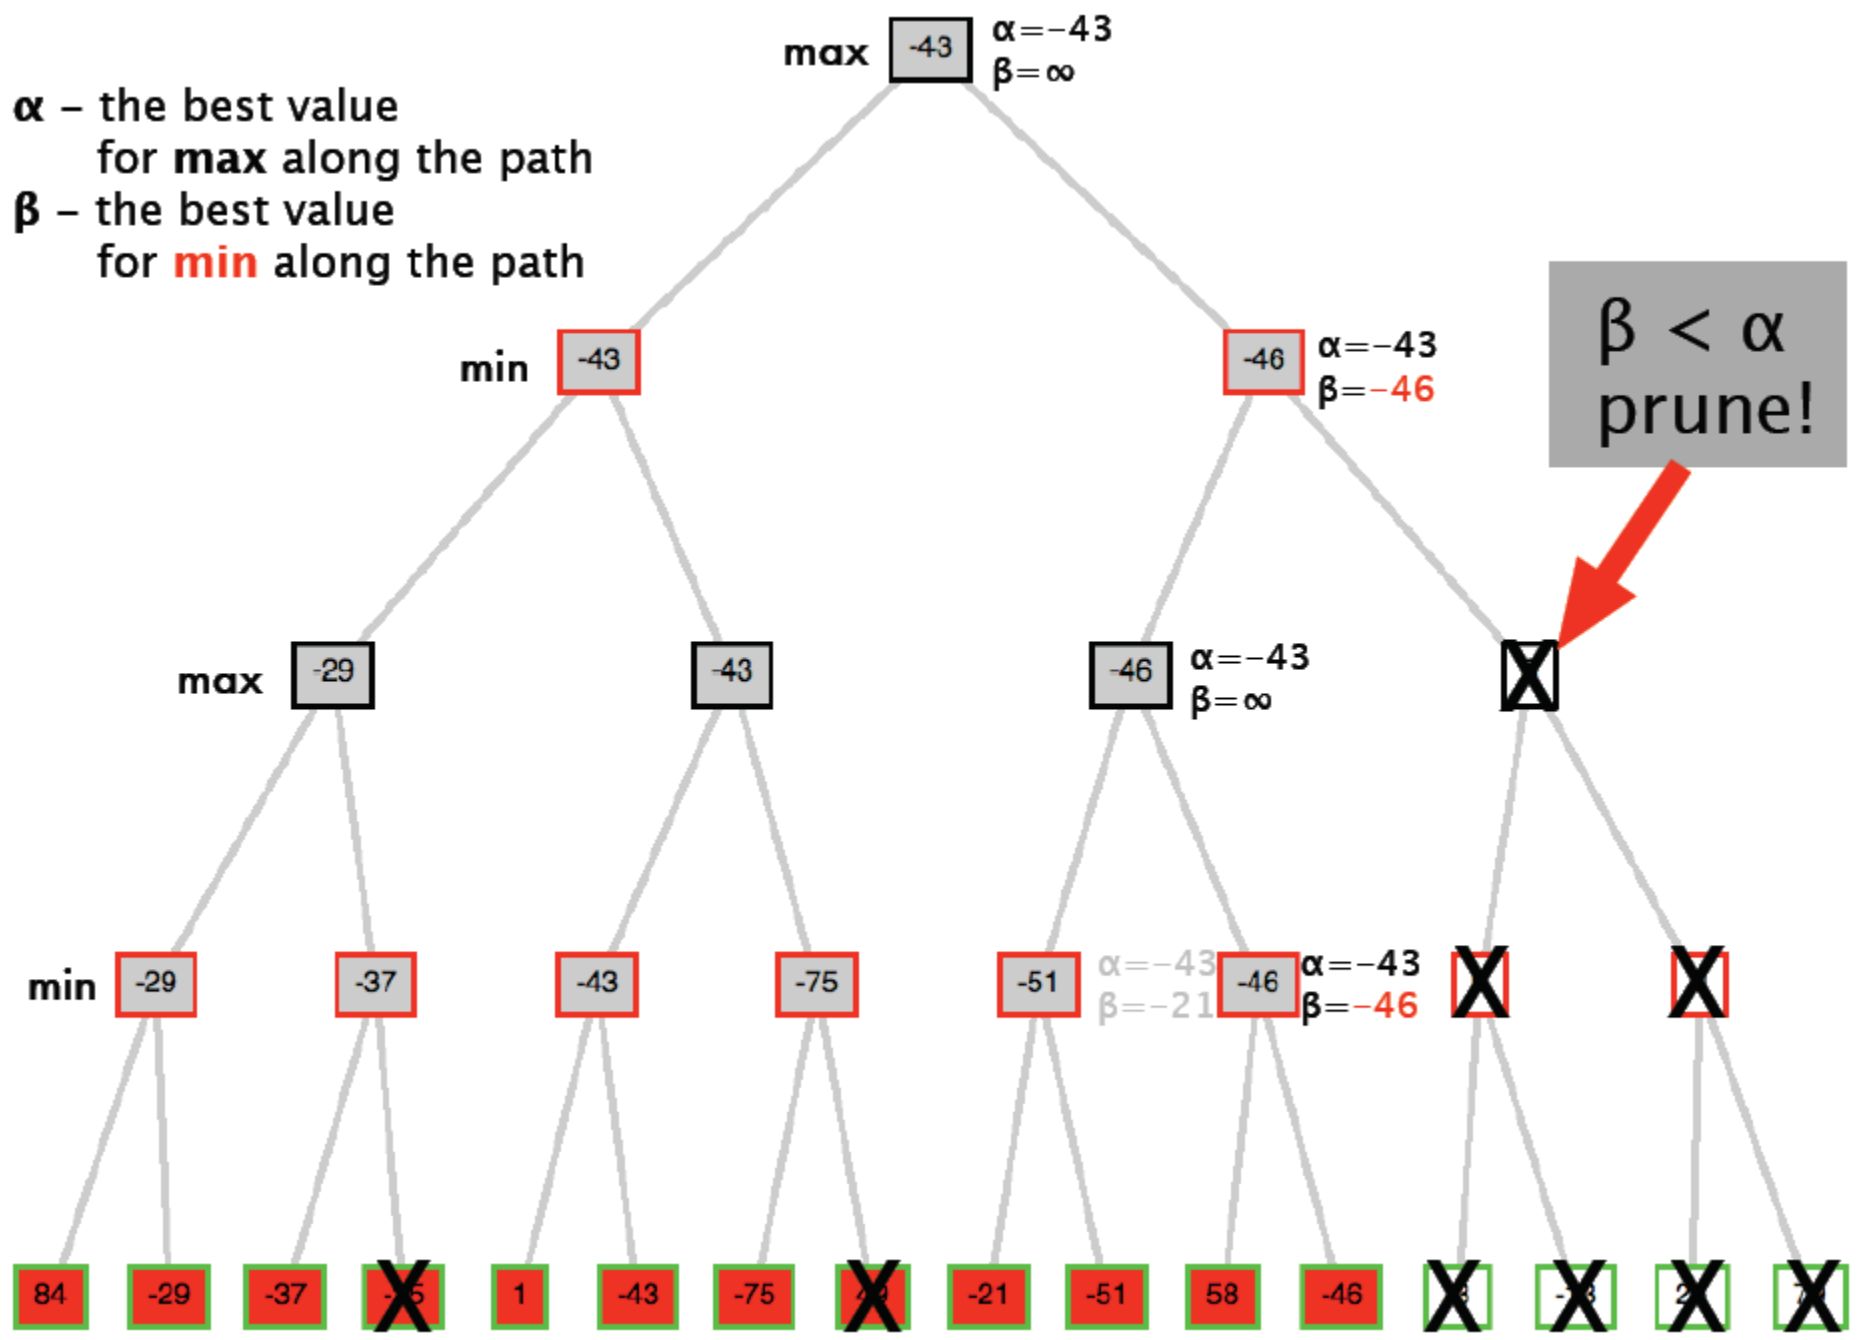 max -43 α=-43
β=∞
α – the best value
for max along the path
β – the best value
for min along the path
min -43 -46 α=-43
β=-46
β < α
prune!
max -29 -43 -46 α=-43
β=∞
min -29 -37 -43 -75 -51 α=-43 -46 α=-43
β=-21 β=-46
84 -29 -37 1 -43 -75 -21 -51 58 -46